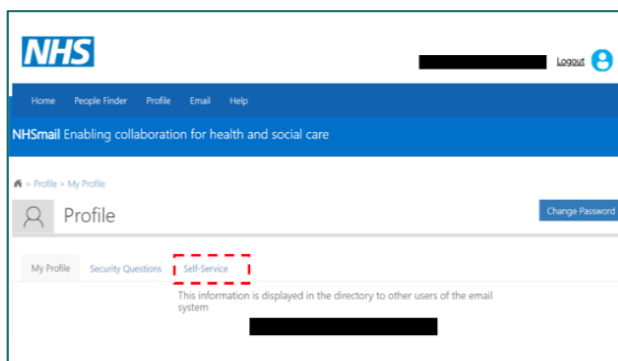 NHS
Logout
Home People Finder Profile Email Help
NHSmail Enabling collaboration for health and social care
> Profile > My Profile
Profile
Change Password
My Profile Security Questions Self-Service
This information is displayed in the directory to other users of the email
system